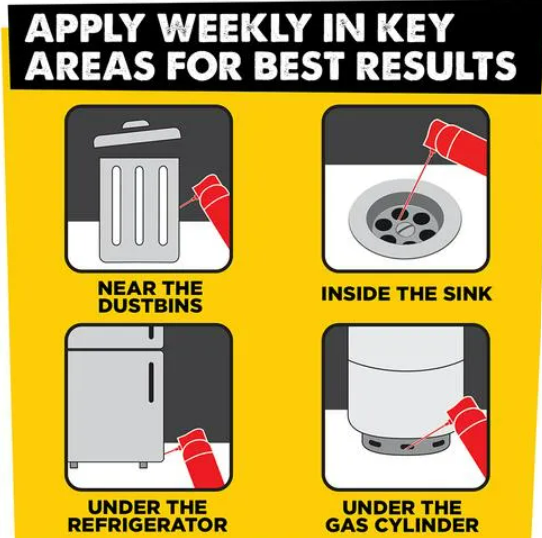 APPLY WEEKLY IN KEY
AREAS FOR BEST RESULTS
NEAR THE
DUSTBINS
INSIDE THE SINK
UNDER THE
REFRIGERATOR
UNDER THE
GAS CYLINDER